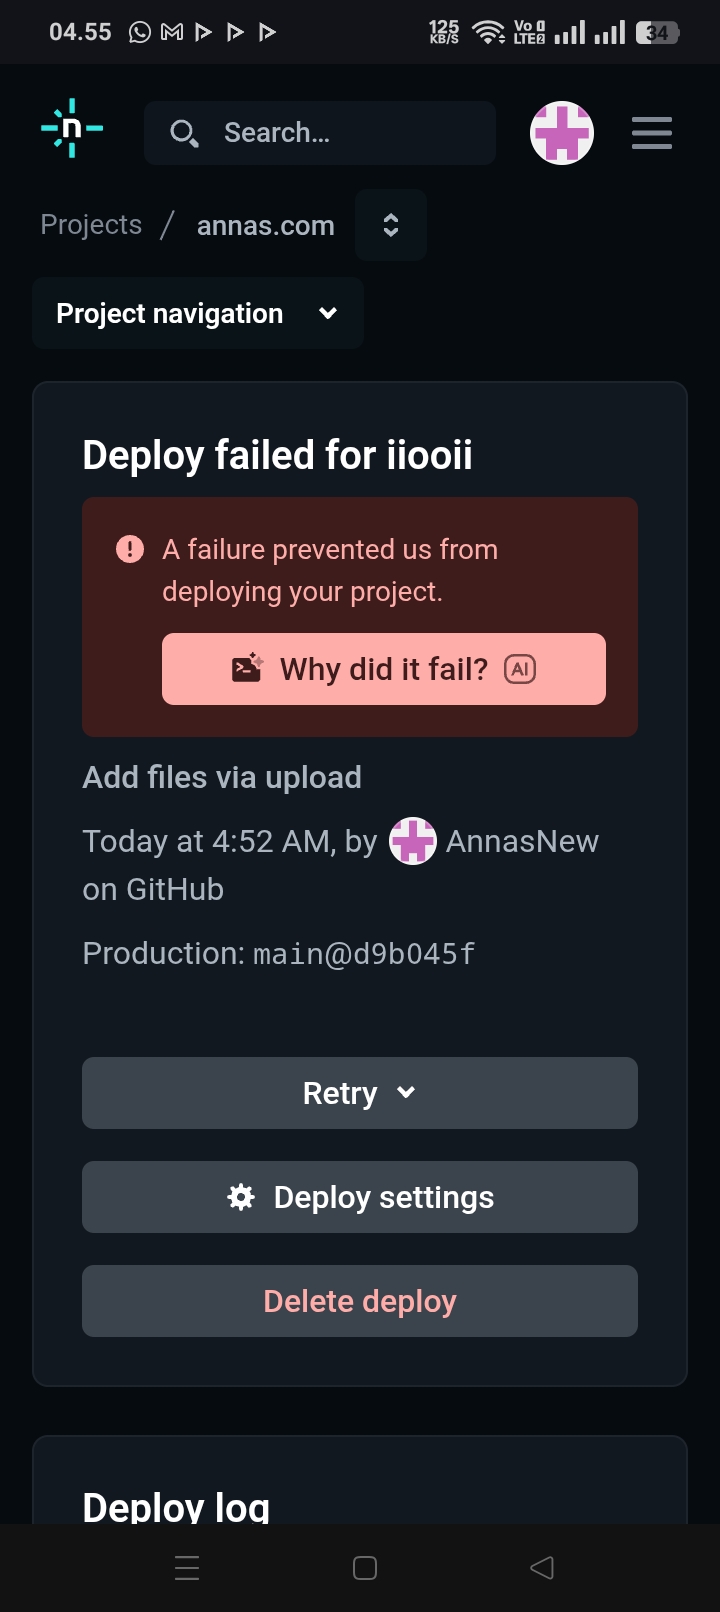 04.55
125 KB/S
Vo LTE2
34
n
Search...
Projects / annas.com
Project navigation
Deploy failed for iiooii
A failure prevented us from
deploying your project.
Why did it fail? AI
Add files via upload
Today at 4:52 AM, by AnnasNew
on GitHub
Production: main@d9b045f
Retry
Deploy settings
Delete deploy
Deploy log